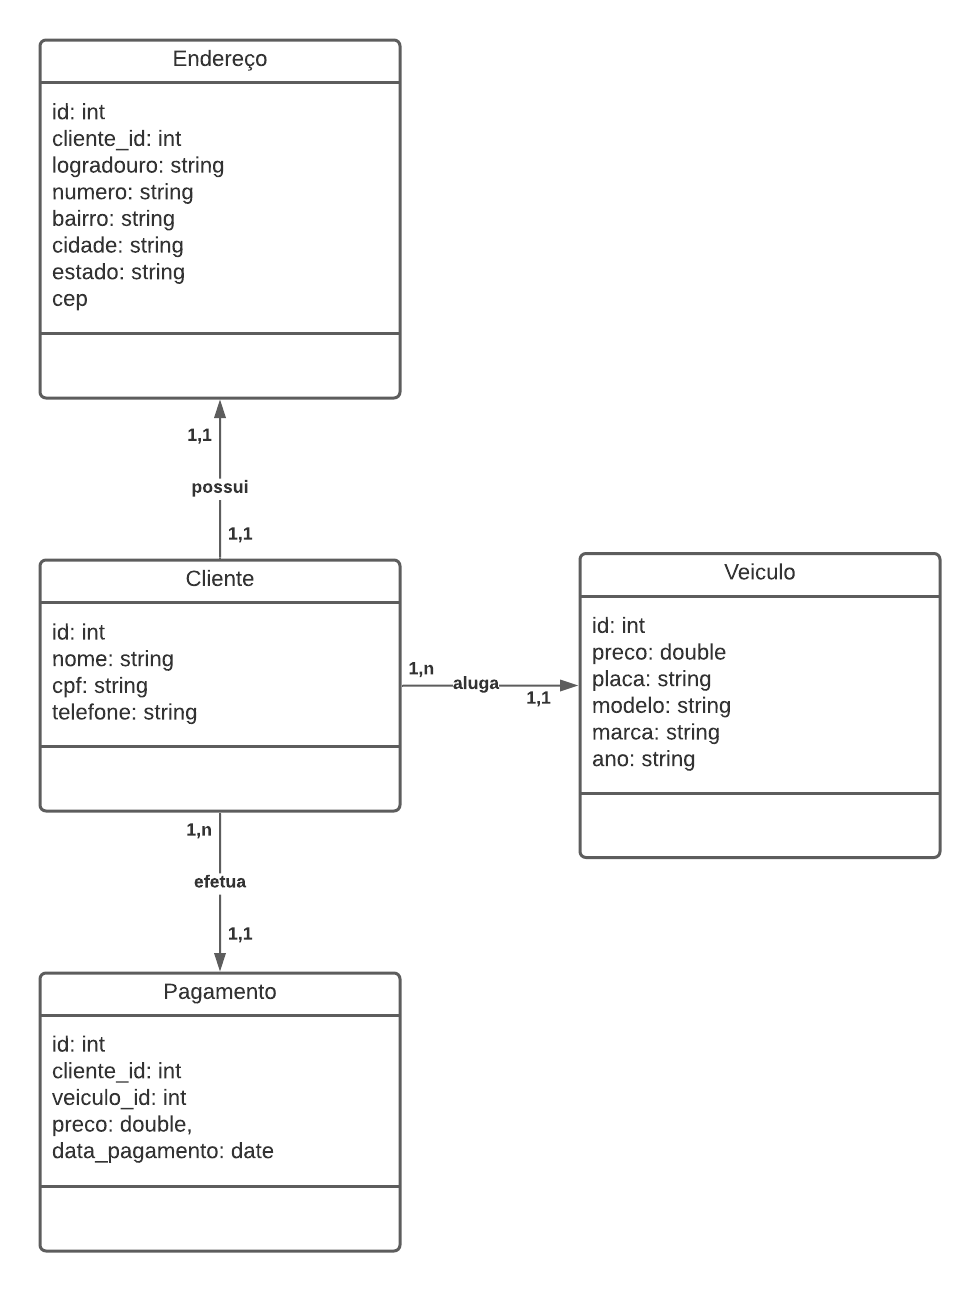 Endereço
id: int
cliente_id: int
logradouro: string
numero: string
bairro: string
cidade: string
estado: string
cep
1,1
possui
1,1
Cliente
id: int
nome: string
cpf: string
telefone: string
1,n
aluga
1,1
Veiculo
id: int
preco: double
placa: string
modelo: string
marca: string
ano: string
1,n
efetua
1,1
Pagamento
id: int
cliente_id: int
veiculo_id: int
preco: double,
data_pagamento: date